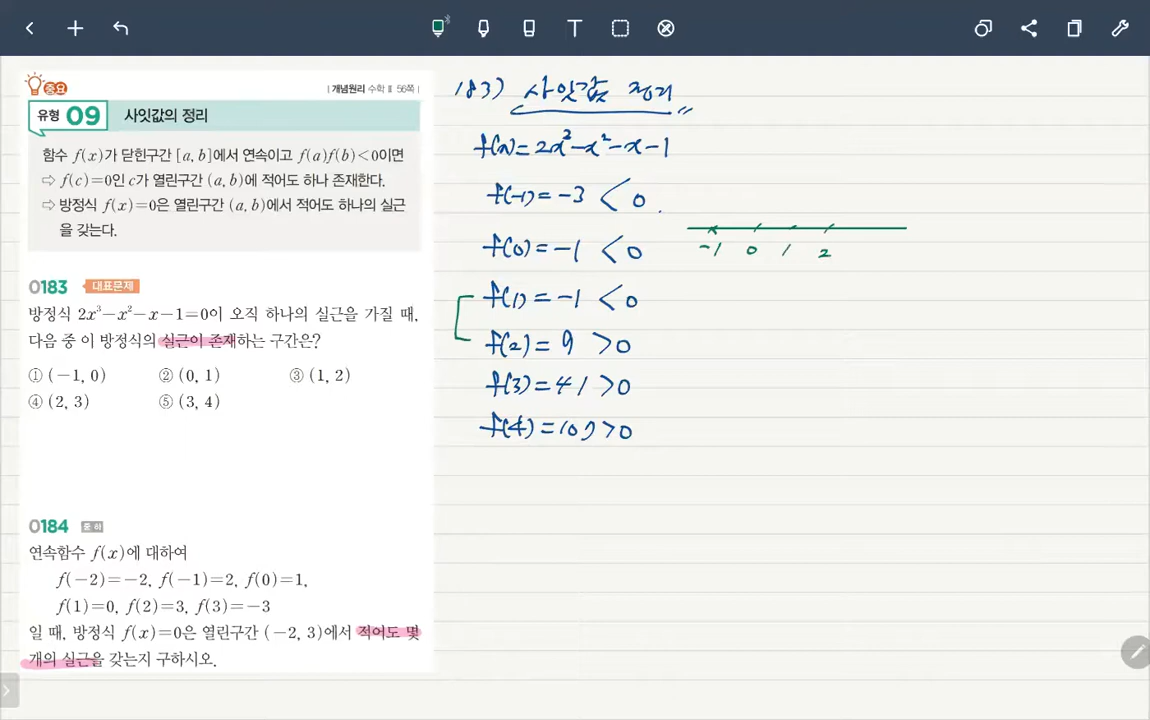 중요
| 개념원리 수학 Ⅱ 56쪽 |
유형 09 사잇값의 정리
함수 f(x)가 닫힌구간 [a, b]에서 연속이고 f(a)f(b)<0이면
⇨ f(c)=0인 c가 열린구간 (a, b)에 적어도 하나 존재한다.
⇨ 방정식 f(x)=0은 열린구간 (a, b)에서 적어도 하나의 실근
을 갖는다.
0183 대표문제
방정식 2x³-x²-x-1=0이 오직 하나의 실근을 가질 때,
다음 중 이 방정식의 실근이 존재하는 구간은?
① (-1, 0) ② (0, 1) ③ (1, 2)
④ (2, 3) ⑤ (3, 4)
0184 중 하
연속함수 f(x)에 대하여
f(-2)=-2, f(-1)=2, f(0)=1,
f(1)=0, f(2)=3, f(3)=-3
일 때, 방정식 f(x)=0은 열린구간 (-2, 3)에서 적어도 몇
개의 실근을 갖는지 구하시오.
183) 사잇값 정리
f(x)=2x³-x²-x-1
f(-1)=-3 <0
f(0)=-1 <0
f(1)=-1 <0
f(2)=9 >0
f(3)=41 >0
f(4)=109 >0
-1 0 1 2